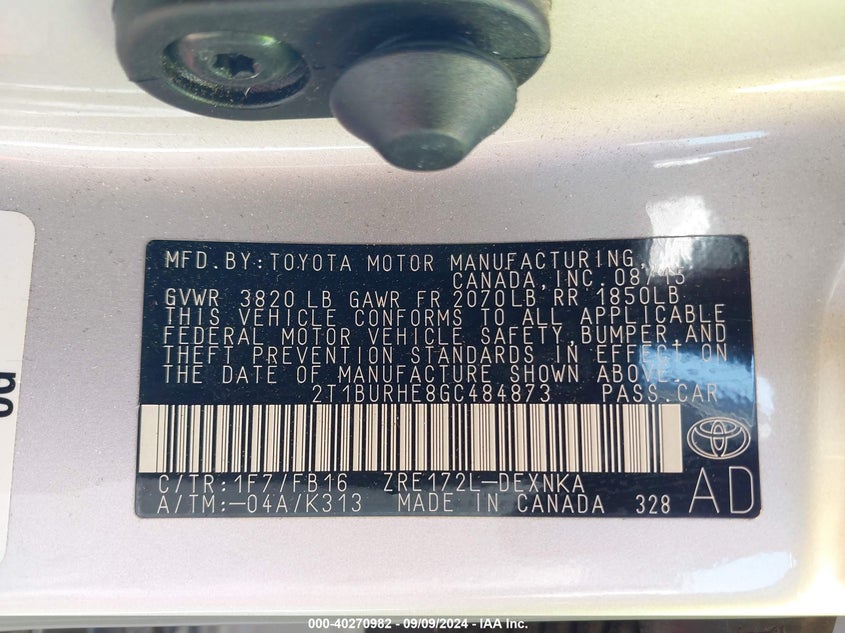 MFD. BY: TOYOTA MOTOR MANUFACTURING,
CANADA, INC. 08/15
GVWR 3820 LB GAWR FR 2070LB RR 1850LB
THIS VEHICLE CONFORMS TO ALL APPLICABLE
FEDERAL MOTOR VEHICLE SAFETY, BUMPER, AND
THEFT PREVENTION STANDARDS IN EFFECT ON
THE DATE OF MANUFACTURE SHOWN ABOVE.
2T1BURHE8GC484873 PASS. CAR
C/TR: 1F7/FB16 ZRE172L-DEXNKA
A/TM: -04A/K313 MADE IN CANADA 328
AD
000-40270982 - 09/09/2024 - IAA Inc.